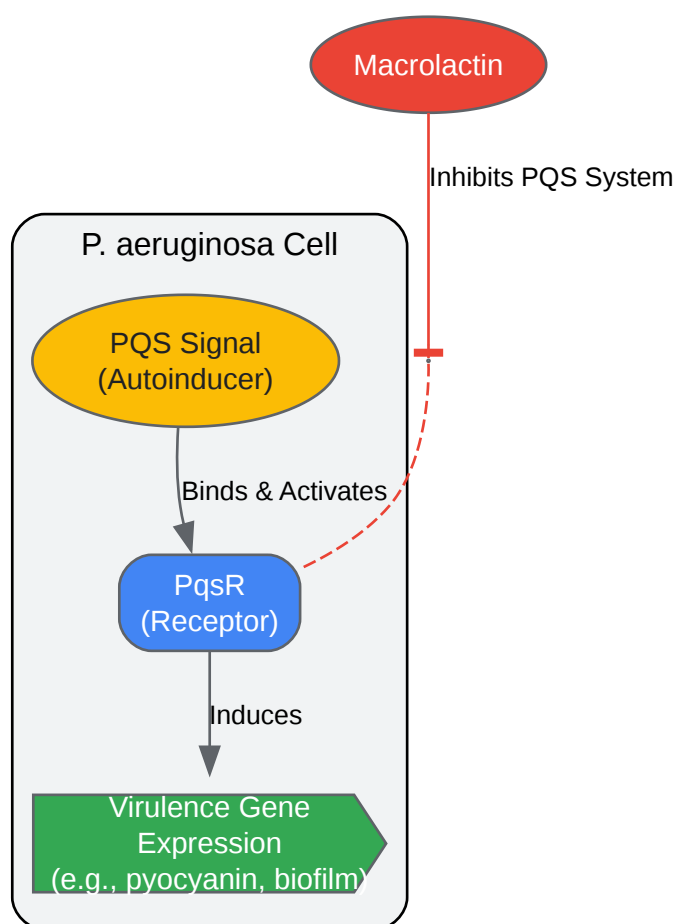 Macrolactin
Inhibits PQS System
P. aeruginosa Cell
PQS Signal
(Autoinducer)
Binds & Activates
PqsR
(Receptor)
Induces
Virulence Gene
Expression
(e.g., pyocyanin, biofilm)